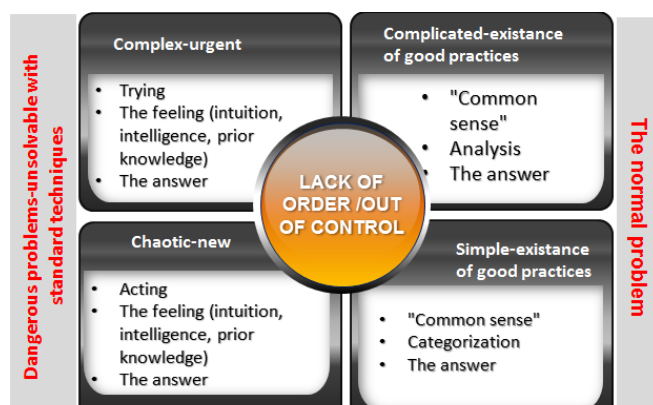 Dangerous problems-unsolvable with
standard techniques
Complex-urgent
• Trying
• The feeling (intuition,
intelligence, prior
knowledge)
• The answer
Complicated-existance
of good practices
• "Common
sense"
• Analysis
• The answer
LACK OF
ORDER /OUT
OF CONTROL
Chaotic-new
• Acting
• The feeling (intuition,
intelligence, prior
knowledge)
• The answer
Simple-existance
of good practices
• "Common sense"
• Categorization
• The answer
The normal problem